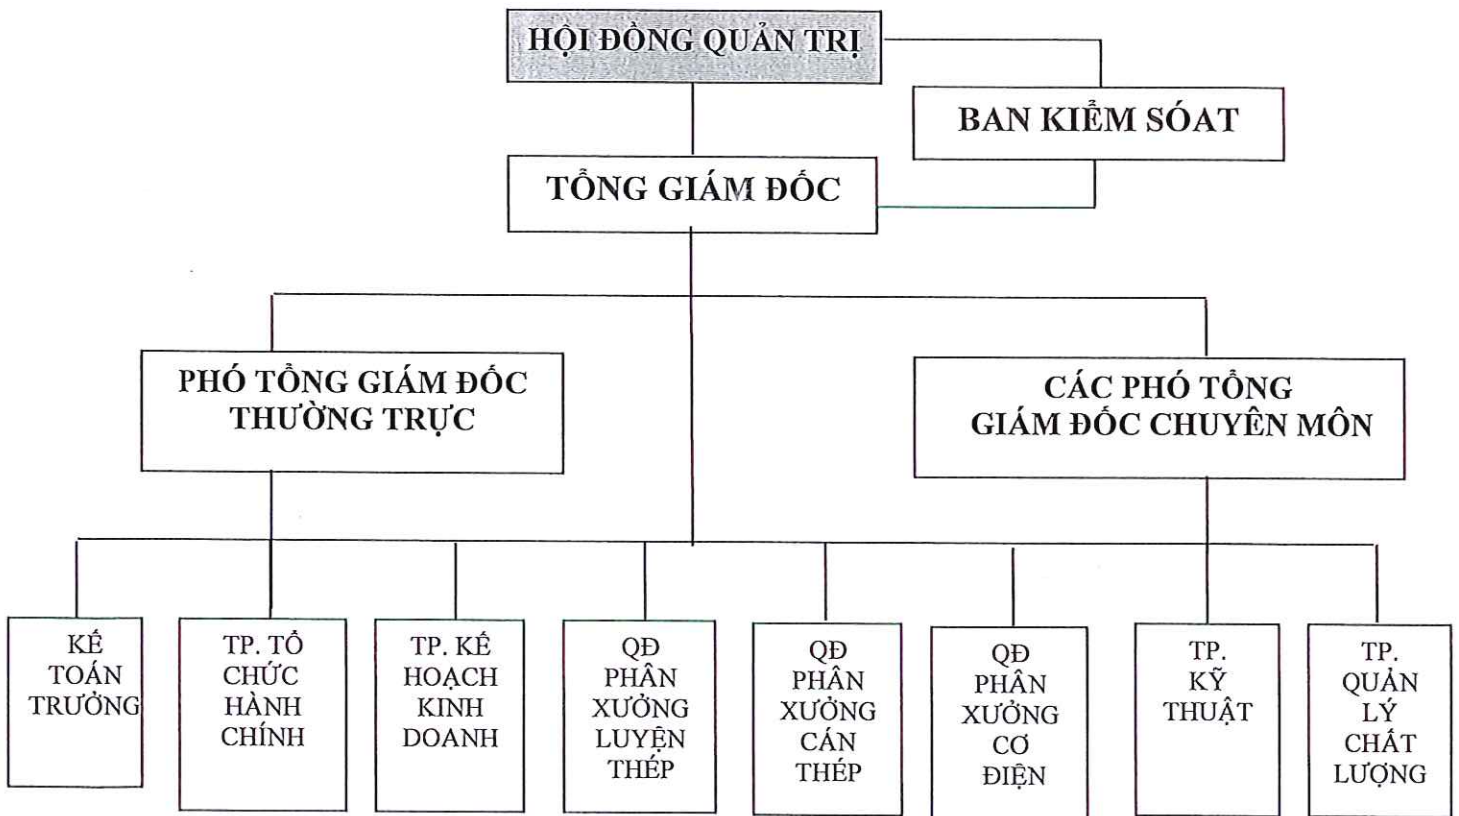 HỘI ĐỒNG QUẢN TRỊ
BAN KIỂM SÓAT
TỔNG GIÁM ĐỐC
PHÓ TỔNG GIÁM ĐỐC
THƯỜNG TRỰC
CÁC PHÓ TỔNG
GIÁM ĐỐC CHUYÊN MÔN
KẾ
TOÁN
TRƯỞNG
TP. TỔ
CHỨC
HÀNH
CHÍNH
TP. KẾ
HOẠCH
KINH
DOANH
QĐ
PHÂN
XƯỞNG
LUYỆN
THÉP
QĐ
PHÂN
XƯỞNG
CÁN
THÉP
QĐ
PHÂN
XƯỞNG
CƠ
ĐIỆN
TP.
KỸ
THUẬT
TP.
QUẢN
LÝ
CHẤT
LƯỢNG